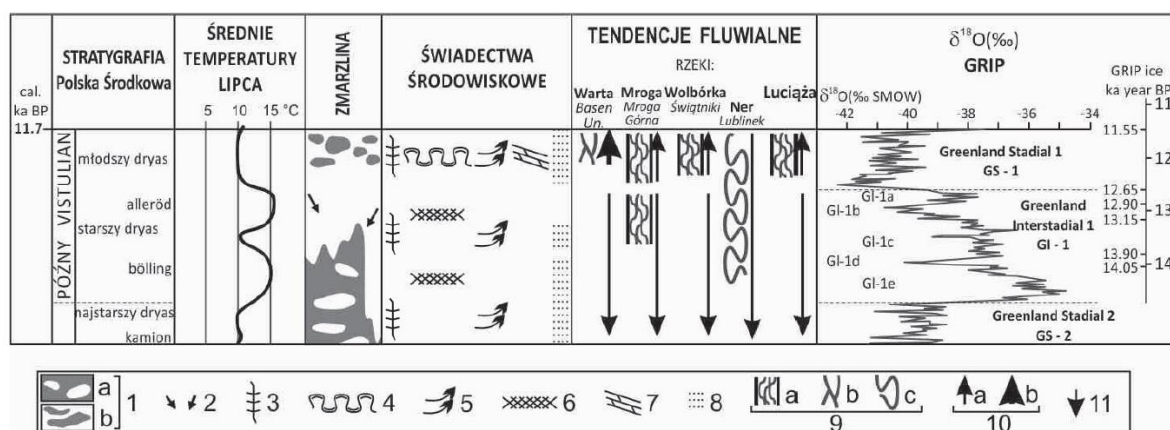 cal.
ka BP
11.7
STRATYGRAFIA
Polska Środkowa
ŚREDNIE
TEMPERATURY
LIPCA
5 10 15 °C
ZMARZLINA
ŚWIADECTWA
ŚRODOWISKOWE
TENDENCJE FLUWIALNE
RZEKI:
Warta
Basen
Un.
Mroga
Mroga
Górna
Wolbórka
Świątniki
Ner
Lublinek
Luciąża
δ18O(‰)
GRIP
δ18O(‰ SMOW)
-42 -40 -38 -36 -34
GRIP ice
ka year BP
PÓŹNY VISTULIAN
młodszy dryas
alleröd
starszy dryas
bölling
najstarszy dryas
kamion
Greenland Stadial 1
GS - 1
GI-1a
GI-1b
GI-1c
GI-1d
GI-1e
Greenland
Interstadial 1
GI - 1
Greenland Stadial 2
GS - 2
11.55
12.65
12.90
13.15
13.90
14.05
11
12
13
14
a
b
1
2
3
4
5
6
7
8
a
b
c
9
a
b
10
11